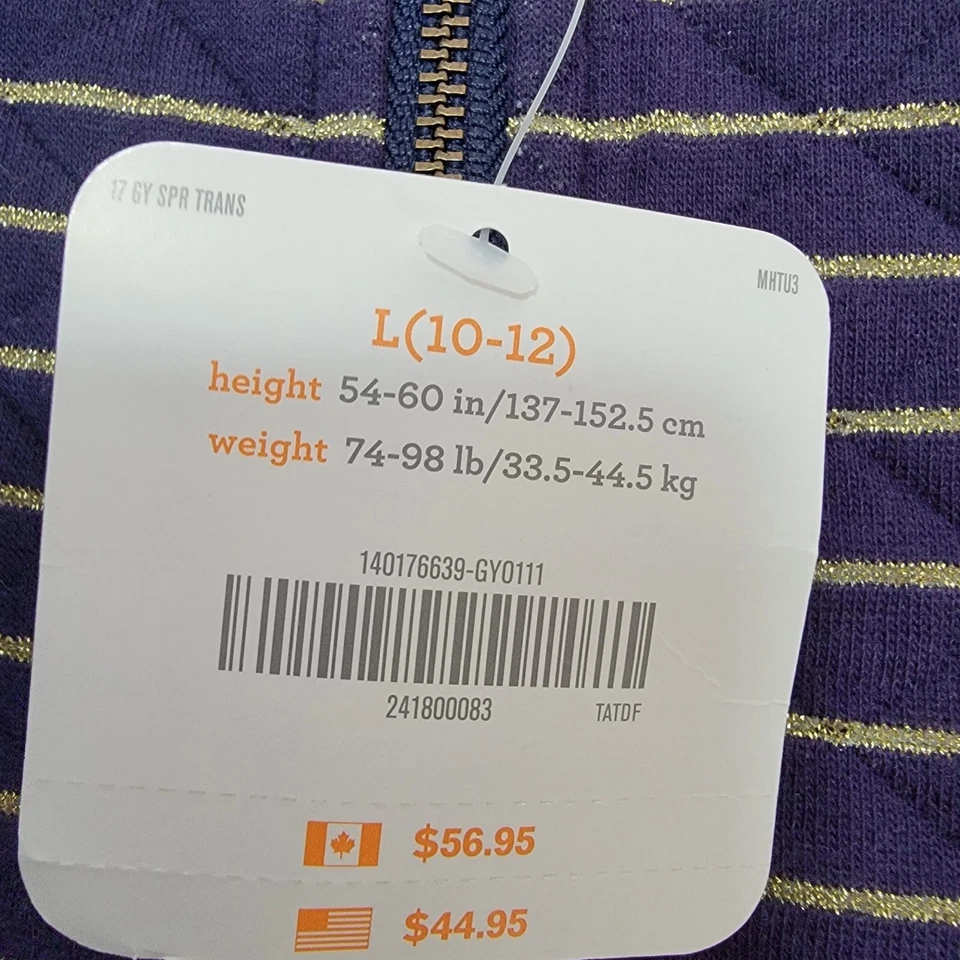 17 GY SPR TRANS
MHTU3
L(10-12)
height 54-60 in/137-152.5 cm
weight 74-98 lb/33.5-44.5 kg
140176639-GY0111
241800083
TATDF
$56.95
$44.95